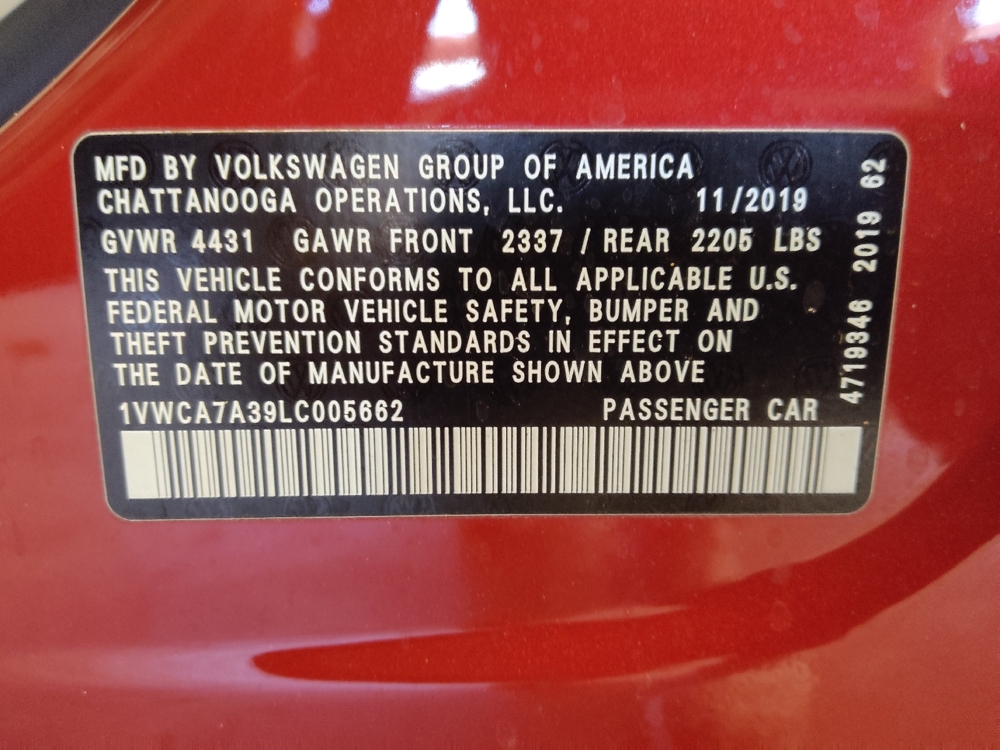 MFD BY VOLKSWAGEN GROUP OF AMERICA
CHATTANOOGA OPERATIONS, LLC. 11/2019
GVWR 4431 GAWR FRONT 2337 / REAR 2205 LBS
THIS VEHICLE CONFORMS TO ALL APPLICABLE U.S.
FEDERAL MOTOR VEHICLE SAFETY, BUMPER AND
THEFT PREVENTION STANDARDS IN EFFECT ON
THE DATE OF MANUFACTURE SHOWN ABOVE
1VWCA7A39LC005662 PASSENGER CAR
4719346 2019 62